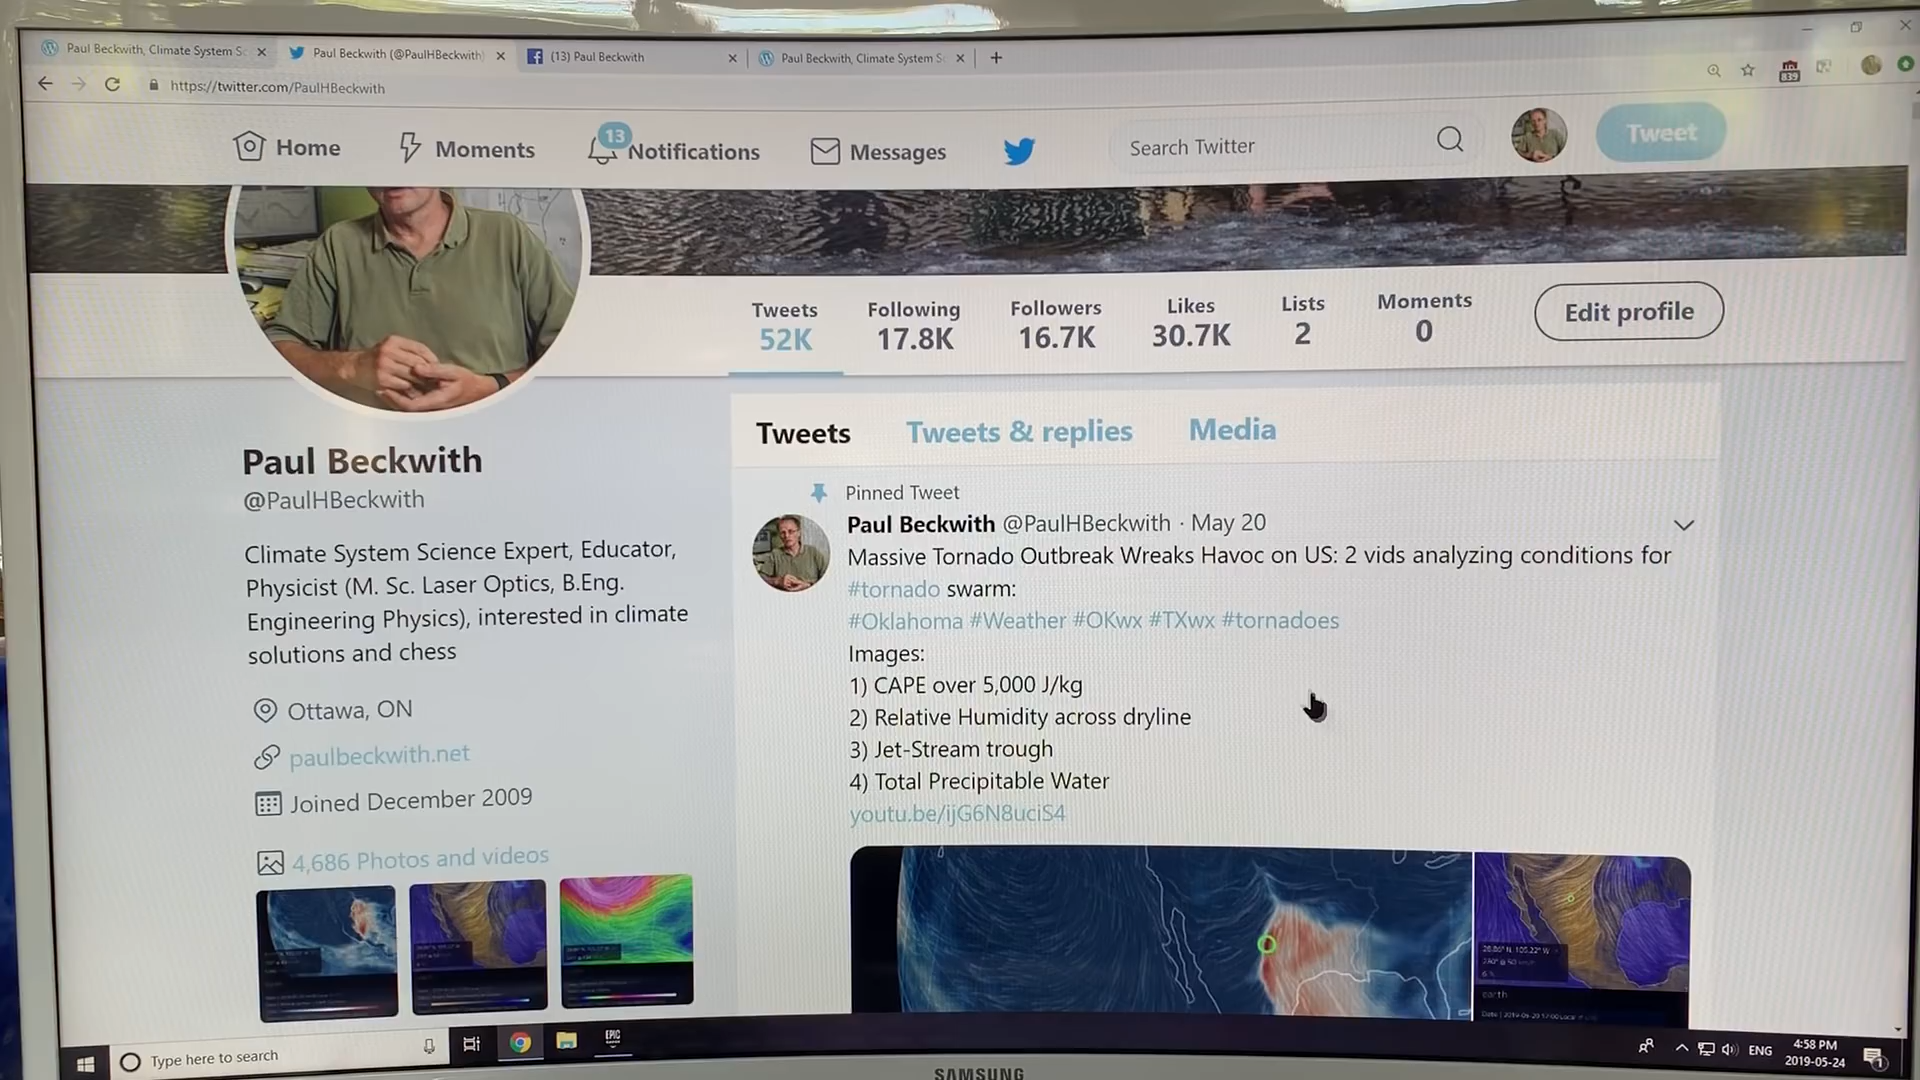 Paul Beckwith, Climate System S
Paul Beckwith (@PaulHBeckwith)
(13) Paul Beckwith
Paul Beckwith, Climate System S
https://twitter.com/PaulHBeckwith
839
Home
Moments
13
Notifications
Messages
Search Twitter
Tweet
Tweets
52K
Following
17.8K
Followers
16.7K
Likes
30.7K
Lists
2
Moments
0
Edit profile
Paul Beckwith
@PaulHBeckwith
Climate System Science Expert, Educator,
Physicist (M. Sc. Laser Optics, B.Eng.
Engineering Physics), interested in climate
solutions and chess
Ottawa, ON
paulbeckwith.net
Joined December 2009
4,686 Photos and videos
Tweets
Tweets & replies
Media
Pinned Tweet
Paul Beckwith @PaulHBeckwith · May 20
Massive Tornado Outbreak Wreaks Havoc on US: 2 vids analyzing conditions for
#tornado swarm:
#Oklahoma #Weather #OKwx #TXwx #tornadoes
Images:
1) CAPE over 5,000 J/kg
2) Relative Humidity across dryline
3) Jet-Stream trough
4) Total Precipitable Water
youtu.be/ijG6N8uciS4
earth
Type here to search
EPIC
ENG
4:58 PM
2019-05-24
1
SAMSUNG